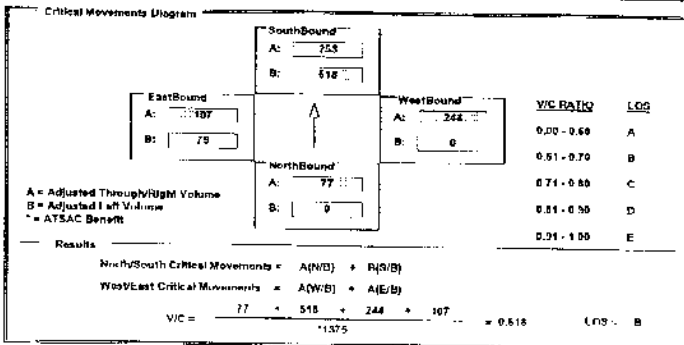 Critical Movements Diagram
SouthBound
A: 253
B: 518
EastBound
A: 107
B: 79
WestBound
A: 244
B: 0
NorthBound
A: 77
B: 0
V/C RATIO LOS
0.00 - 0.60 A
0.61 - 0.70 B
0.71 - 0.80 C
0.81 - 0.90 D
0.91 - 1.00 E
A = Adjusted Through/Right Volume
B = Adjusted Left Volume
* = ATSAC Benefit
Results
North/South Critical Movements = A(N/B) + B(S/B)
West/East Critical Movements = A(W/B) + A(E/B)
V/C = 77 + 518 + 244 + 107 = 0.618 LOS = B
*1375